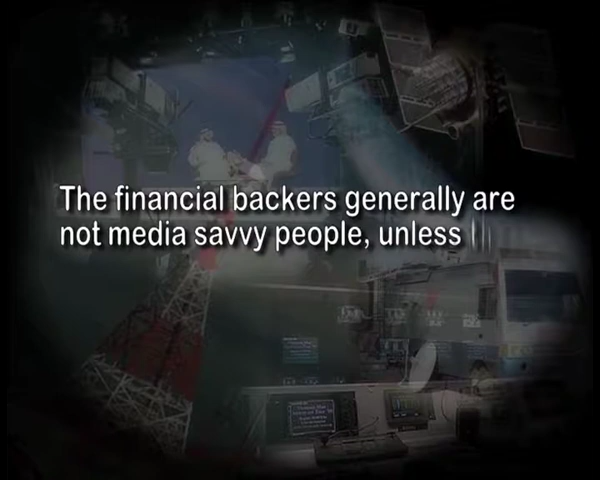 The financial backers generally are
not media savvy people, unless